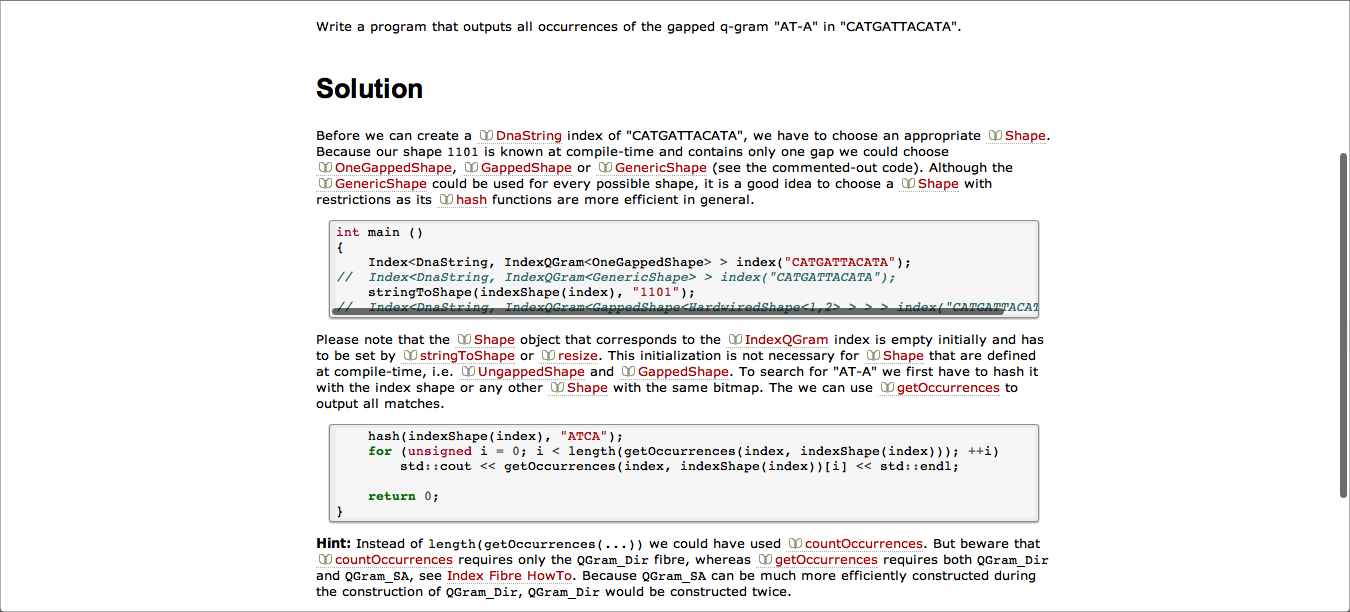 Write a program that outputs all occurrences of the gapped q-gram "AT-A" in "CATGATTACATA".
Solution
Before we can create a DnaString index of "CATGATTACATA", we have to choose an appropriate Shape.
Because our shape 1101 is known at compile-time and contains only one gap we could choose
OneGappedShape, GappedShape or GenericShape (see the commented-out code). Although the
GenericShape could be used for every possible shape, it is a good idea to choose a Shape with
restrictions as its hash functions are more efficient in general.
int main ()
{
    Index<DnaString, IndexQGram<OneGappedShape> > index("CATGATTACATA");
//  Index<DnaString, IndexQGram<GenericShape> > index("CATGATTACATA");
    stringToShape(indexShape(index), "1101");
//  Index<DnaString, IndexQGram<GappedShape<HardwiredShape<1,2> > > > index("CATGATTACAT
Please note that the Shape object that corresponds to the IndexQGram index is empty initially and has
to be set by stringToShape or resize. This initialization is not necessary for Shape that are defined
at compile-time, i.e. UngappedShape and GappedShape. To search for "AT-A" we first have to hash it
with the index shape or any other Shape with the same bitmap. The we can use getOccurrences to
output all matches.
    hash(indexShape(index), "ATCA");
    for (unsigned i = 0; i < length(getOccurrences(index, indexShape(index))); ++i)
        std::cout << getOccurrences(index, indexShape(index))[i] << std::endl;
    return 0;
}
Hint: Instead of length(getOccurrences(...)) we could have used countOccurrences. But beware that
countOccurrences requires only the QGram_Dir fibre, whereas getOccurrences requires both QGram_Dir
and QGram_SA, see Index Fibre HowTo. Because QGram_SA can be much more efficiently constructed during
the construction of QGram_Dir, QGram_Dir would be constructed twice.